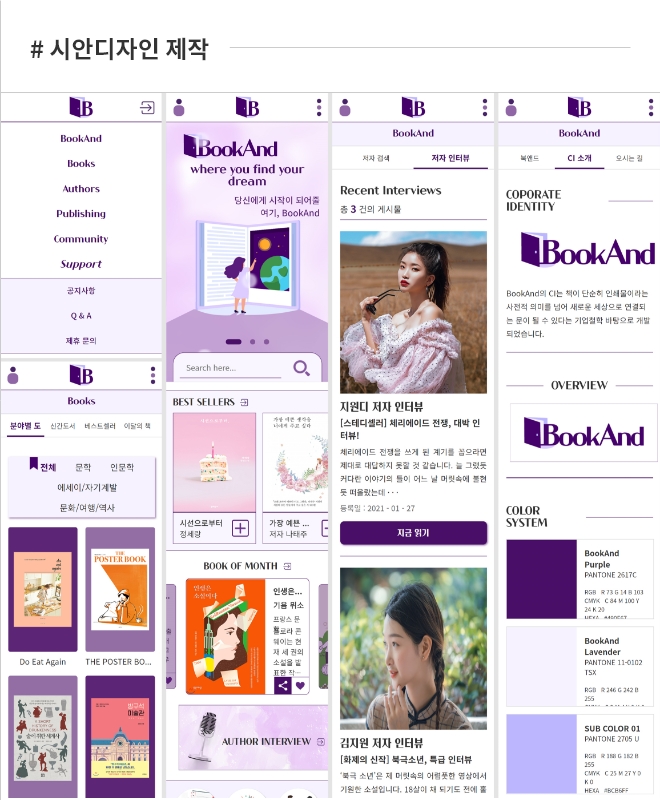 # 시안디자인 제작
B
BookAnd
Books
Authors
Publishing
Community
Support
공지사항
Q & A
제휴 문의
B
Books
분야별 도
신간도서
베스트셀러
이달의 책
전체
문학
인문학
에세이/자기계발
문화/여행/역사
THE
POSTER BOOK
Do Eat Again
THE POSTER BO...
방구석
미술관
B
BookAnd
where you find your
dream
당신에게 시작이 되어줄
여기, BookAnd
Search here...
BEST SELLERS
시선으로부터
정세랑
가장 예쁜 ...
저자 나태주
BOOK OF MONTH
인생은
소설이다
인생은...
기욤 뮈소
프랑스 문
플로라 콘
웨이는 현
재 세 권의
소설을 발
표한 작...
AUTHOR INTERVIEW
B
BookAnd
저자 검색
저자 인터뷰
Recent Interviews
총 3 건의 게시물
지원디 저자 인터뷰
[스테디셀러] 체리에이드 전쟁, 대박 인
터뷰!
체리에이드 전쟁을 쓰게 된 계기를 꼽으라면
제대로 대답하지 못할 것 같습니다. 늘 그렇듯
커다란 이야기의 틀이 어느 날 머릿속에 불현
듯 떠올랐는데 · · ·
등록일 : 2021 - 01 - 27
지금 읽기
김지원 저자 인터뷰
[화제의 신작] 북극소년, 특급 인터뷰
'북극 소년'은 제 머릿속의 어렴풋한 영상에서
기원한 소설입니다. 18살이 채 되기도 전에 홀
B
BookAnd
북앤드
CI 소개
오시는 길
COPORATE
IDENTITY
BookAnd
BookAnd의 CI는 책이 단순히 인쇄물이라는
사전적 의미를 넘어 새로운 세상으로 연결되
는 문이 될 수 있다는 기업철학 바탕으로 개발
되었습니다.
OVERVIEW
BookAnd
COLOR
SYSTEM
BookAnd
Purple
PANTONE 2617C
RGB R 73 G 14 B 103
CMYK C 84 M 100 Y
24 K 20
BookAnd
Lavender
PANTONE 11-0102
TSX
RGB R 246 G 242 B
255
SUB COLOR 01
PANTONE 2705 U
RGB R 188 G 182 B
255
CMYK C 25 M 27 Y 0
K 0
HEXA #BCB6FF